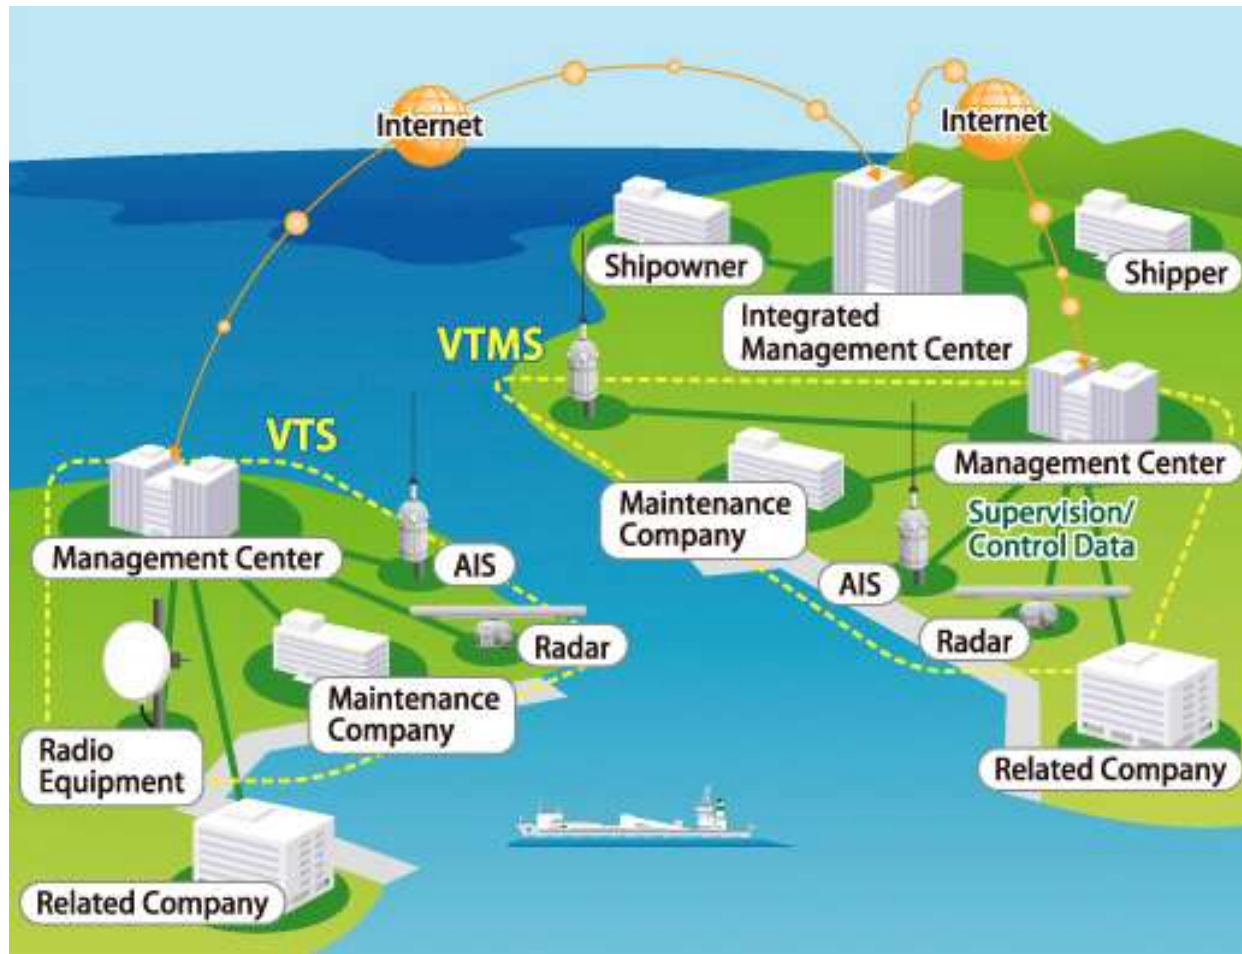 Internet
Internet
Shipowner
Shipper
Integrated
Management Center
VTMS
VTS
Management Center
Maintenance
Company
Supervision/
Control Data
Management Center
AIS
AIS
Radar
Radar
Maintenance
Company
Radio
Equipment
Related Company
Related Company